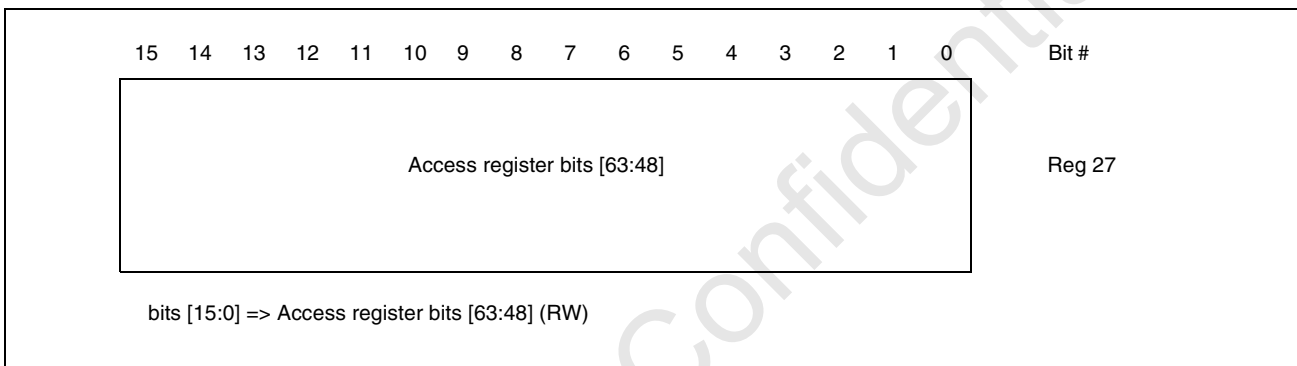 15 14 13 12 11 10 9 8 7 6 5 4 3 2 1 0 Bit #
Access register bits [63:48] Reg 27
bits [15:0] => Access register bits [63:48] (RW)